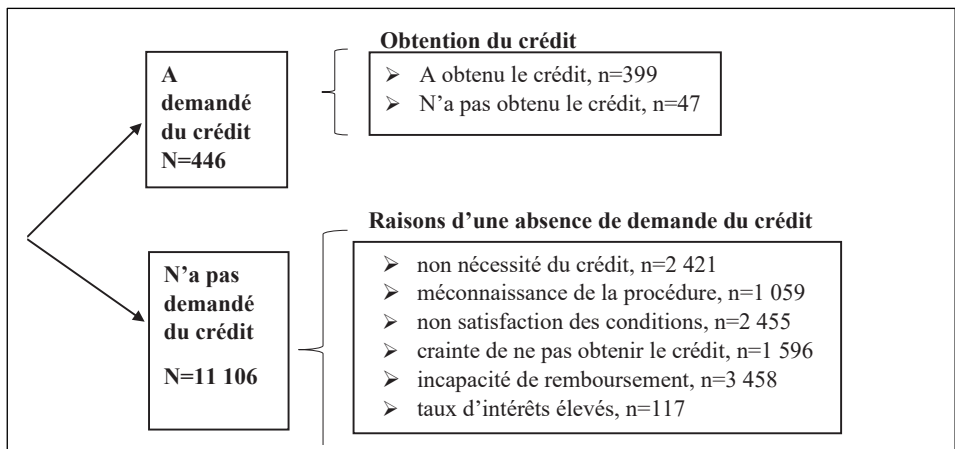 Obtention du crédit
A
demandé
du crédit
N=446
➢ A obtenu le crédit, n=399
➢ N’a pas obtenu le crédit, n=47
Raisons d’une absence de demande du crédit
N’a pas
demandé
du crédit
N=11 106
➢ non nécessité du crédit, n=2 421
➢ méconnaissance de la procédure, n=1 059
➢ non satisfaction des conditions, n=2 455
➢ crainte de ne pas obtenir le crédit, n=1 596
➢ incapacité de remboursement, n=3 458
➢ taux d’intérêts élevés, n=117